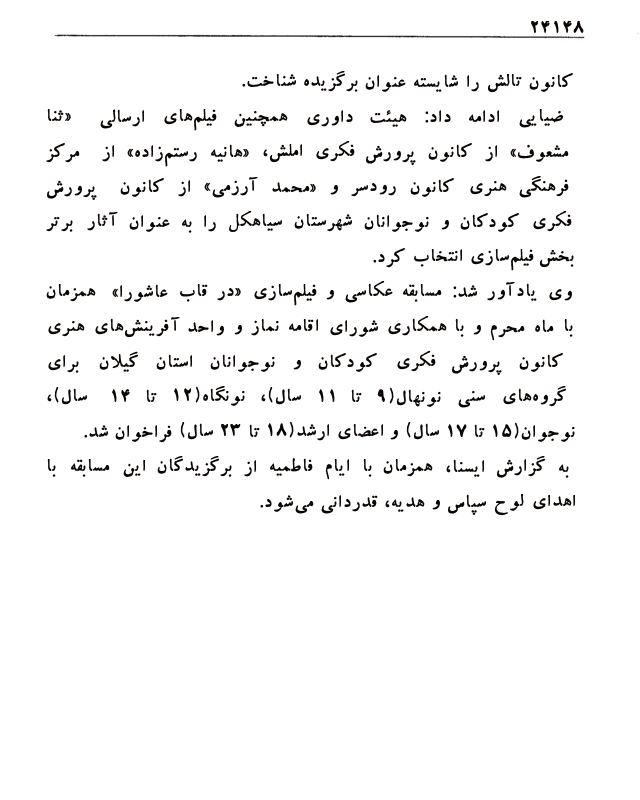 ۲۴۱۴۸
کانون تالش را شایسته عنوان برگزیده شناخت.
ضیایی ادامه داد: هیئت داوری همچنین فیلم‌های ارسالی «ثنا
مشعوف» از کانون پرورش فکری املش، «هانیه رستم‌زاده» از مرکز
فرهنگی هنری کانون رودسر و «محمد آرزمی» از کانون پرورش
فکری کودکان و نوجوانان شهرستان سیاهکل را به عنوان آثار برتر
بخش فیلم‌سازی انتخاب کرد.
وی یادآور شد: مسابقه عکاسی و فیلم‌سازی «در قاب عاشورا» همزمان
با ماه محرم و با همکاری شورای اقامه نماز و واحد آفرینش‌های هنری
کانون پرورش فکری کودکان و نوجوانان استان گیلان برای
گروه‌های سنی نونهال(۹ تا ۱۱ سال)، نونگاه(۱۲ تا ۱۴ سال)،
نوجوان(۱۵ تا ۱۷ سال) و اعضای ارشد(۱۸ تا ۲۳ سال) فراخوان شد.
به گزارش ایسنا، همزمان با ایام فاطمیه از برگزیدگان این مسابقه با
اهدای لوح سپاس و هدیه، قدردانی می‌شود.